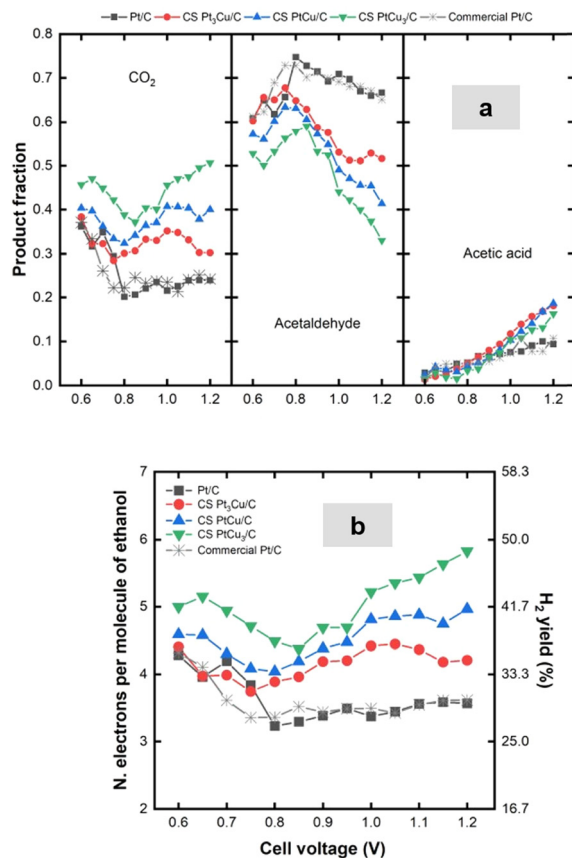 Pt/C CS Pt₃Cu/C CS PtCu/C CS PtCu₃/C Commercial Pt/C
CO₂
a
Acetaldehyde
Acetic acid
Product fraction
0.8
0.7
0.6
0.5
0.4
0.3
0.2
0.1
0.0
0.6 0.8 1.0 1.2 0.6 0.8 1.0 1.2 0.6 0.8 1.0 1.2
b
Pt/C
CS Pt₃Cu/C
CS PtCu/C
CS PtCu₃/C
Commercial Pt/C
N. electrons per molecule of ethanol
7
6
5
4
3
2
58.3
50.0
41.7
33.3
25.0
16.7
H₂ yield (%)
0.6 0.7 0.8 0.9 1.0 1.1 1.2
Cell voltage (V)